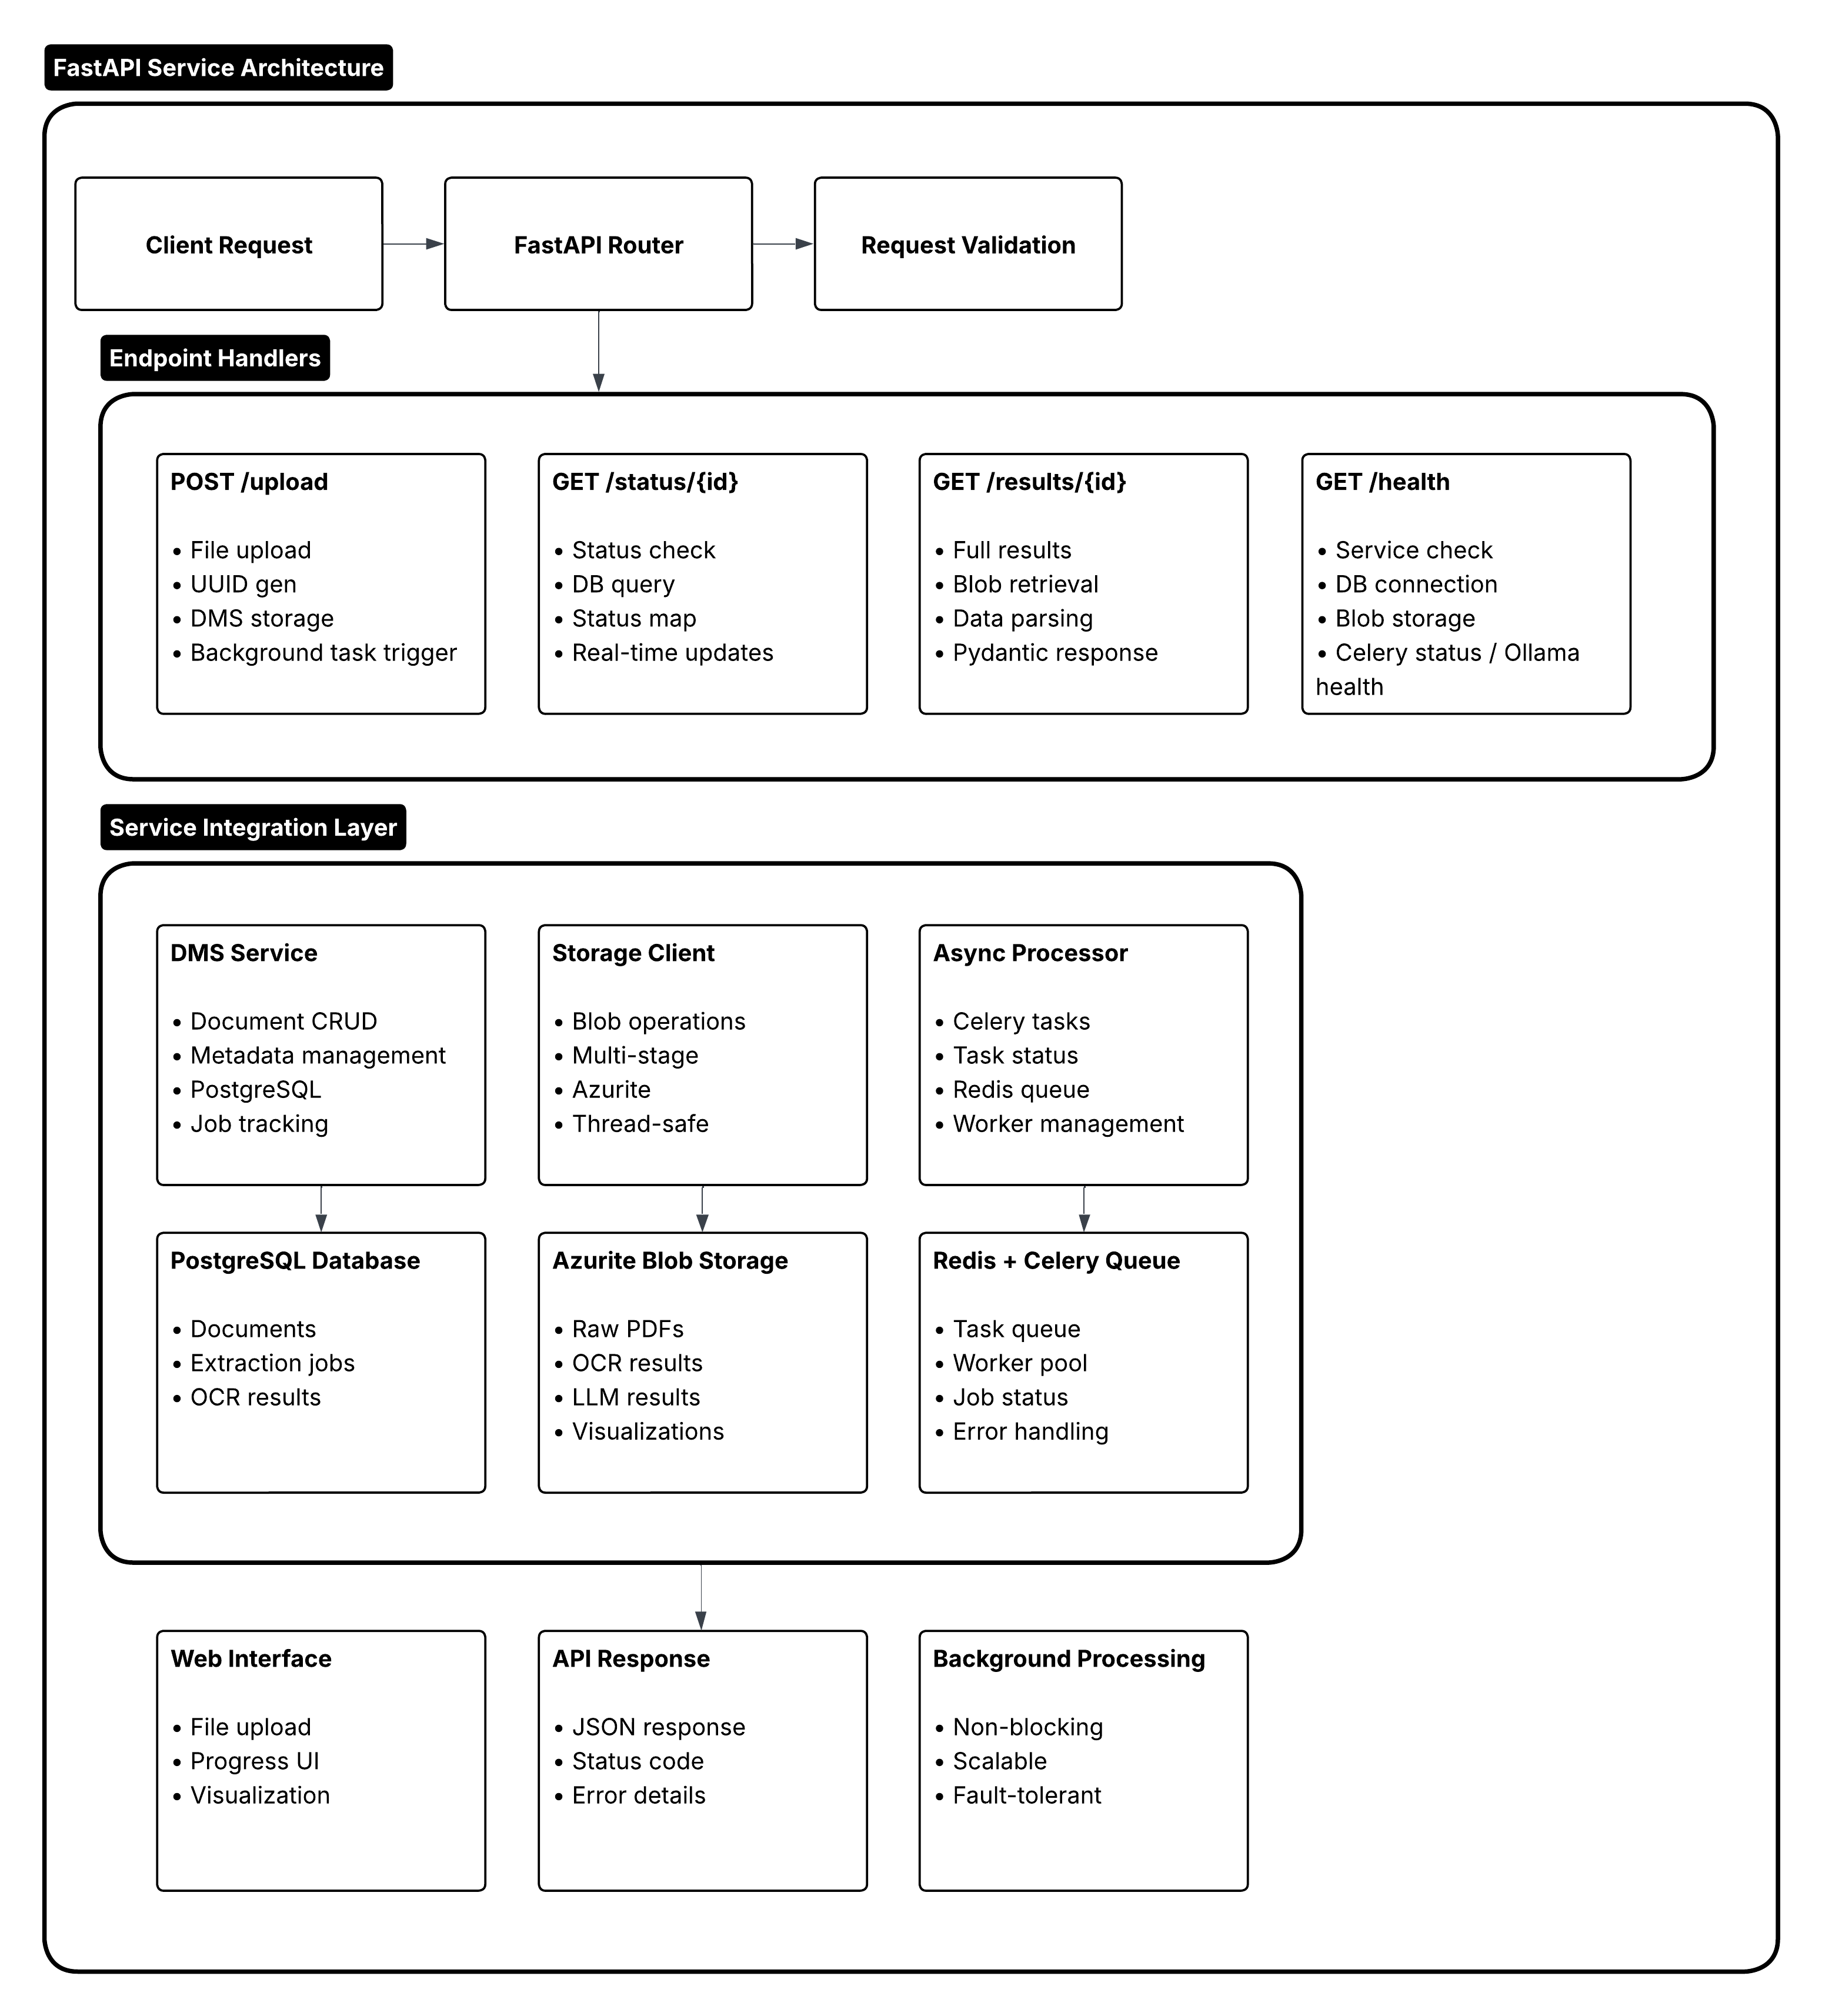 FastAPI Service Architecture
Client Request
FastAPI Router
Request Validation
Endpoint Handlers
POST /upload
• File upload
• UUID gen
• DMS storage
• Background task trigger
GET /status/{id}
• Status check
• DB query
• Status map
• Real-time updates
GET /results/{id}
• Full results
• Blob retrieval
• Data parsing
• Pydantic response
GET /health
• Service check
• DB connection
• Blob storage
• Celery status / Ollama
health
Service Integration Layer
DMS Service
• Document CRUD
• Metadata management
• PostgreSQL
• Job tracking
Storage Client
• Blob operations
• Multi-stage
• Azurite
• Thread-safe
Async Processor
• Celery tasks
• Task status
• Redis queue
• Worker management
PostgreSQL Database
• Documents
• Extraction jobs
• OCR results
Azurite Blob Storage
• Raw PDFs
• OCR results
• LLM results
• Visualizations
Redis + Celery Queue
• Task queue
• Worker pool
• Job status
• Error handling
Web Interface
• File upload
• Progress UI
• Visualization
API Response
• JSON response
• Status code
• Error details
Background Processing
• Non-blocking
• Scalable
• Fault-tolerant